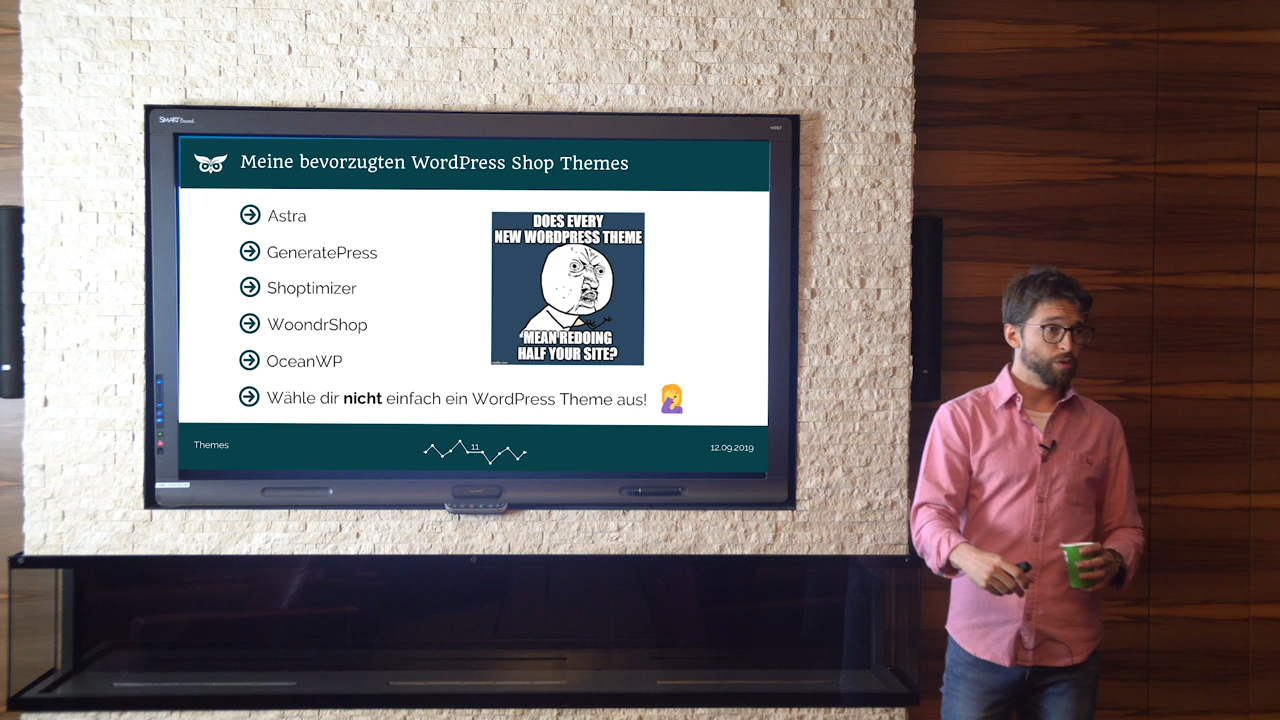 SMART Board
Meine bevorzugten WordPress Shop Themes
Astra
GeneratePress
Shoptimizer
WoondrShop
OceanWP
Wähle dir nicht einfach ein WordPress Theme aus!
DOES EVERY
NEW WORDPRESS THEME
MEAN REDOING
HALF YOUR SITE?
Themes
11
12.09.2019